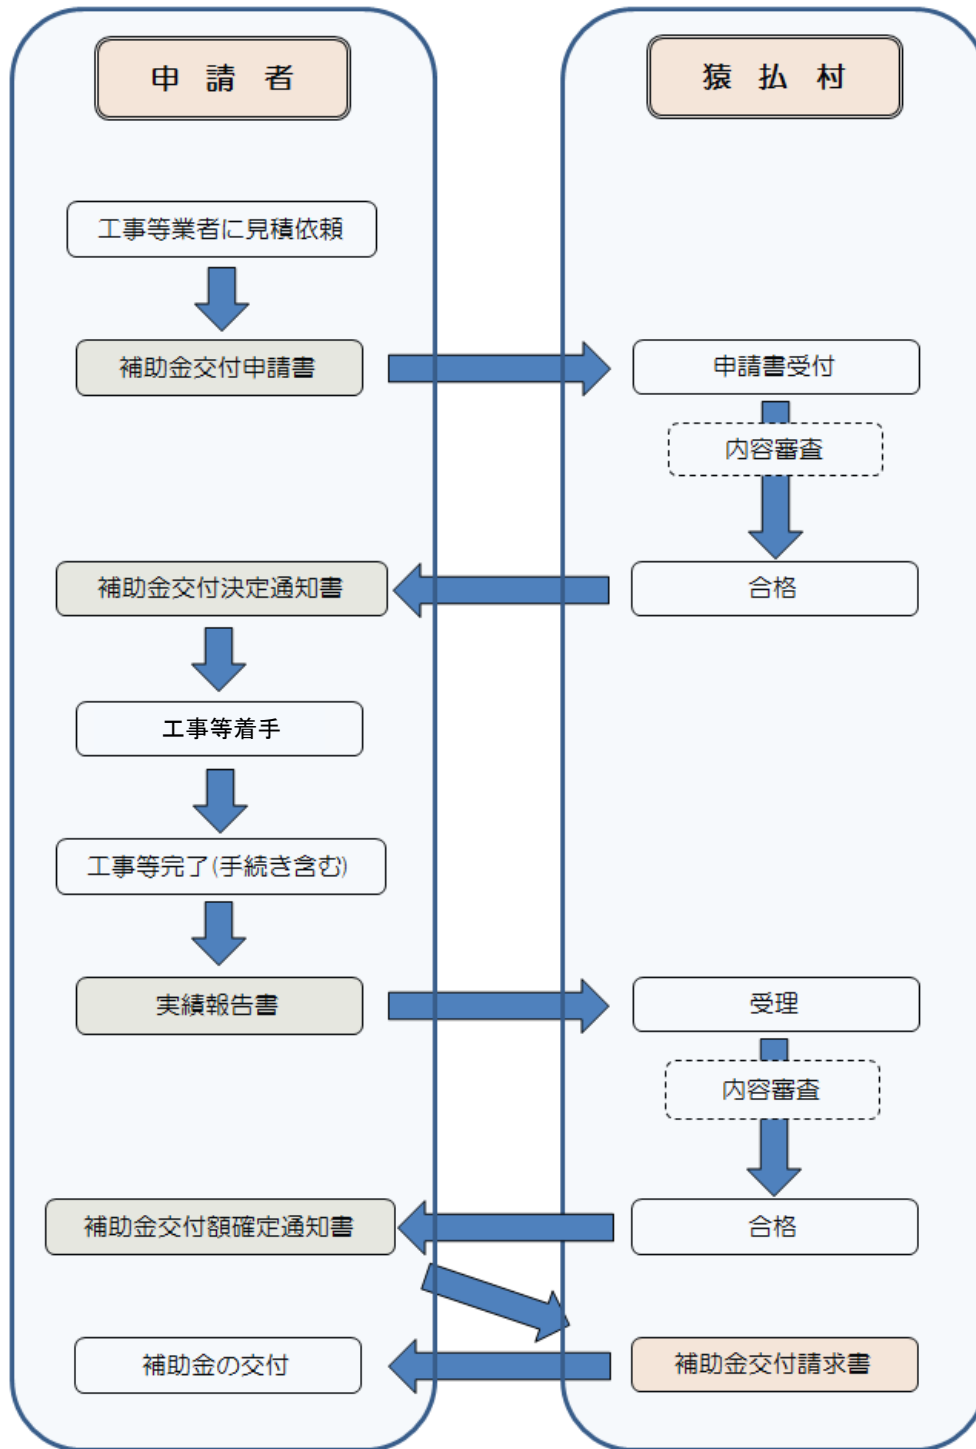 申 請 者
猿 払 村
工事等業者に見積依頼
補助金交付申請書
申請書受付
内容審査
補助金交付決定通知書
合格
工事等着手
工事等完了(手続き含む)
実績報告書
受理
内容審査
補助金交付額確定通知書
合格
補助金の交付
補助金交付請求書